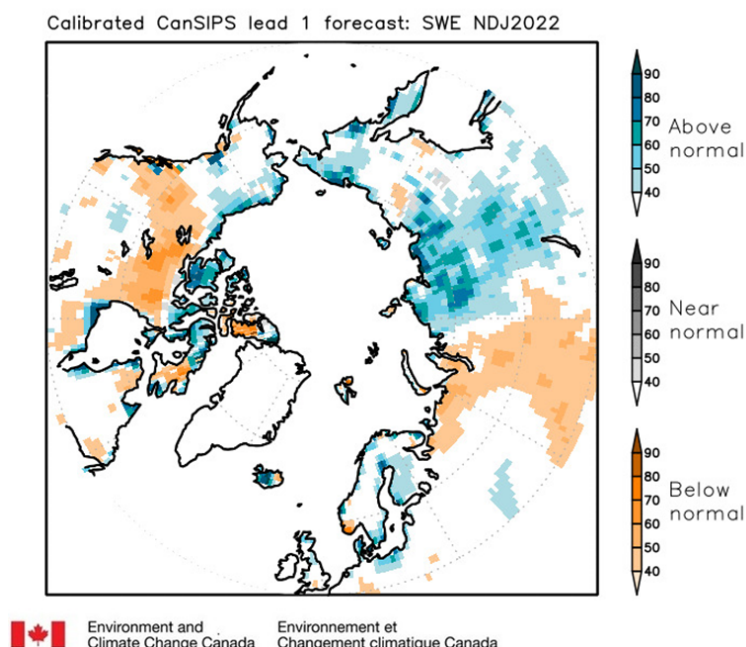 Calibrated CanSIPS lead 1 forecast: SWE NDJ2022
90
80
70
60
50
40
Above
normal
90
80
70
60
50
40
Near
normal
90
80
70
60
50
40
Below
normal
Environment and
Climate Change Canada
Environnement et
Changement climatique Canada